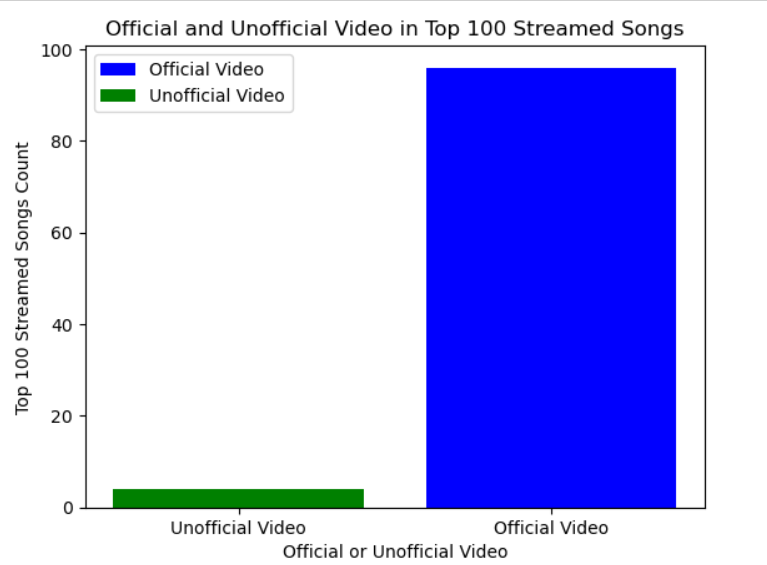 Official and Unofficial Video in Top 100 Streamed Songs
100
80
60
40
20
0
Top 100 Streamed Songs Count
Official Video
Unofficial Video
Unofficial Video
Official Video
Official or Unofficial Video